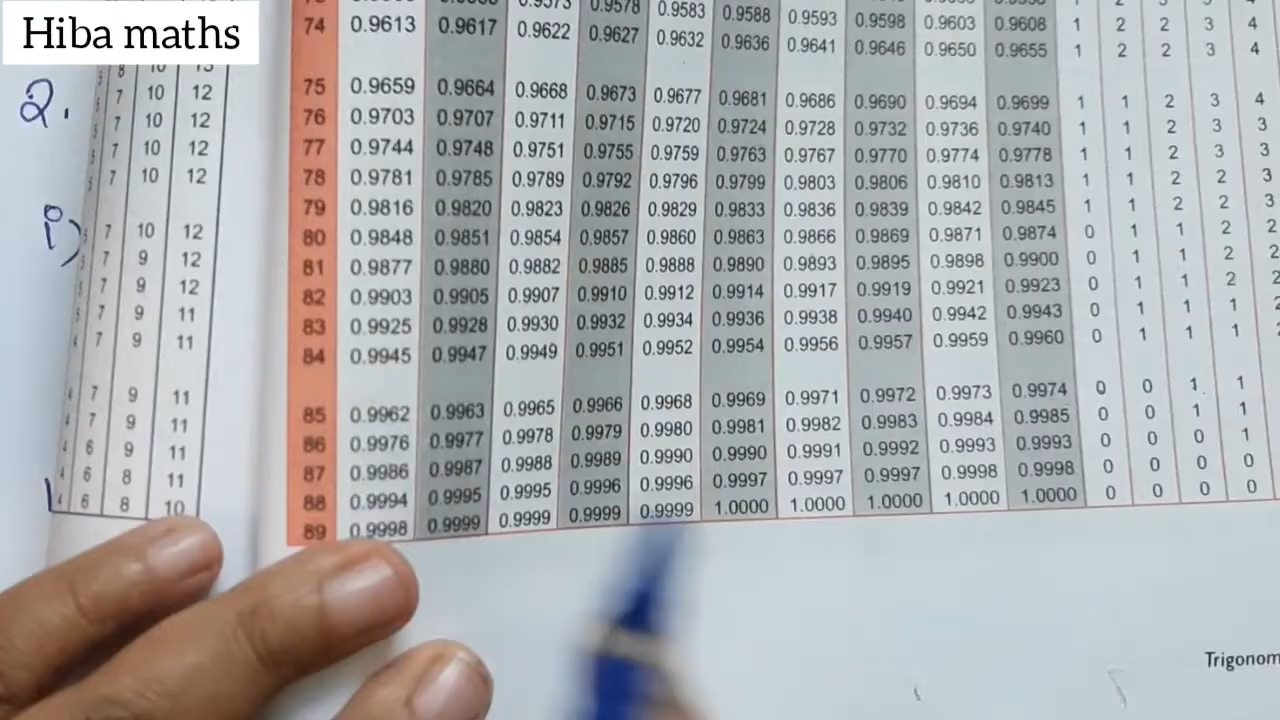 Hiba maths
2.
i)
0.9573 0.9578 0.9583 0.9588 0.9593 0.9598 0.9603 0.9608 1 2 2 3 4
74 0.9613 0.9617 0.9622 0.9627 0.9632 0.9636 0.9641 0.9646 0.9650 0.9655 1 2 2 3 4
75 0.9659 0.9664 0.9668 0.9673 0.9677 0.9681 0.9686 0.9690 0.9694 0.9699 1 1 2 3 4
76 0.9703 0.9707 0.9711 0.9715 0.9720 0.9724 0.9728 0.9732 0.9736 0.9740 1 1 2 3 3
77 0.9744 0.9748 0.9751 0.9755 0.9759 0.9763 0.9767 0.9770 0.9774 0.9778 1 1 2 3 3
78 0.9781 0.9785 0.9789 0.9792 0.9796 0.9799 0.9803 0.9806 0.9810 0.9813 1 1 2 2 3
79 0.9816 0.9820 0.9823 0.9826 0.9829 0.9833 0.9836 0.9839 0.9842 0.9845 1 1 2 2 3
80 0.9848 0.9851 0.9854 0.9857 0.9860 0.9863 0.9866 0.9869 0.9871 0.9874 0 1 1 2 2
81 0.9877 0.9880 0.9882 0.9885 0.9888 0.9890 0.9893 0.9895 0.9898 0.9900 0 1 1 2 2
82 0.9903 0.9905 0.9907 0.9910 0.9912 0.9914 0.9917 0.9919 0.9921 0.9923 0 1 1 2 2
83 0.9925 0.9928 0.9930 0.9932 0.9934 0.9936 0.9938 0.9940 0.9942 0.9943 0 1 1 1 2
84 0.9945 0.9947 0.9949 0.9951 0.9952 0.9954 0.9956 0.9957 0.9959 0.9960 0 1 1 1
85 0.9962 0.9963 0.9965 0.9966 0.9968 0.9969 0.9971 0.9972 0.9973 0.9974 0 0 1 1
86 0.9976 0.9977 0.9978 0.9979 0.9980 0.9981 0.9982 0.9983 0.9984 0.9985 0 0 1 1
87 0.9986 0.9987 0.9988 0.9989 0.9990 0.9990 0.9991 0.9992 0.9993 0.9993 0 0 0 1
88 0.9994 0.9995 0.9995 0.9996 0.9996 0.9997 0.9997 0.9997 0.9998 0.9998 0 0 0 0
89 0.9998 0.9999 0.9999 0.9999 0.9999 1.0000 1.0000 1.0000 1.0000 1.0000 0 0 0 0
7 10 12
7 10 12
7 10 12
7 10 12
7 10 12
7 9 12
7 9 12
7 9 11
7 9 11
7 9 11
7 9 11
6 9 11
6 8 11
6 8 10